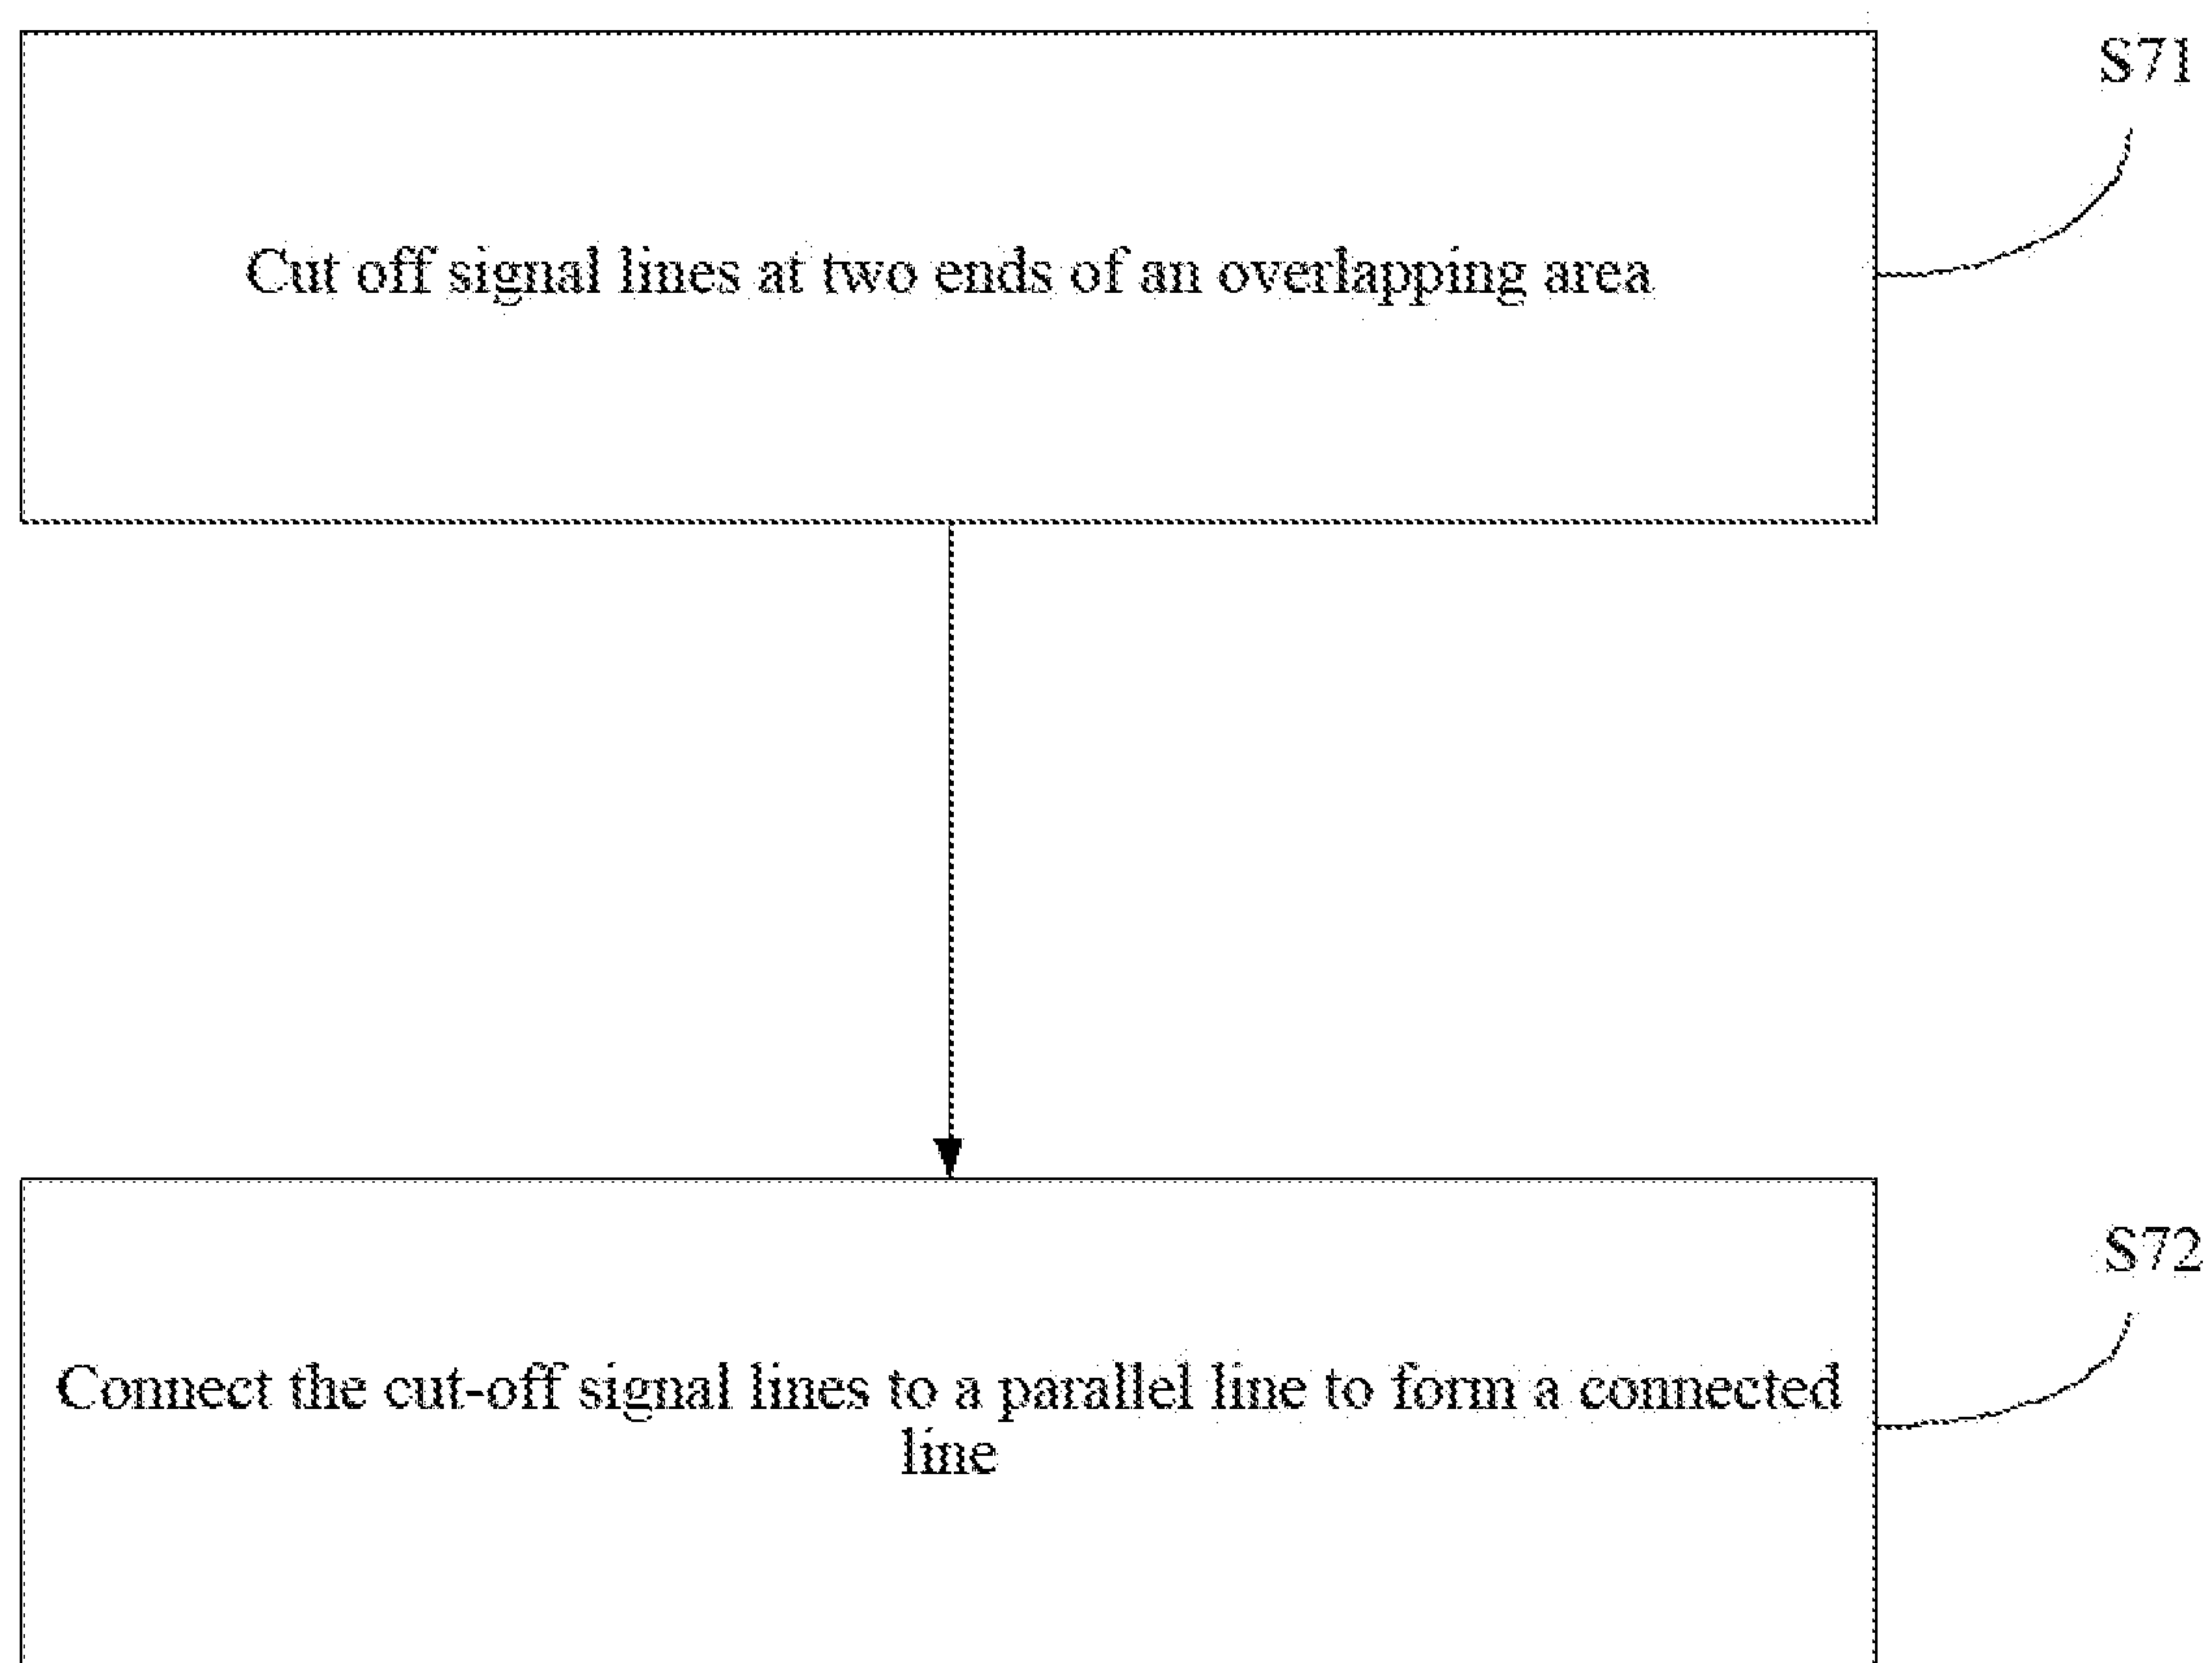 S71
Cut off signal lines at two ends of an overlapping area
S72
Connect the cut-off signal lines to a parallel line to form a connected
line